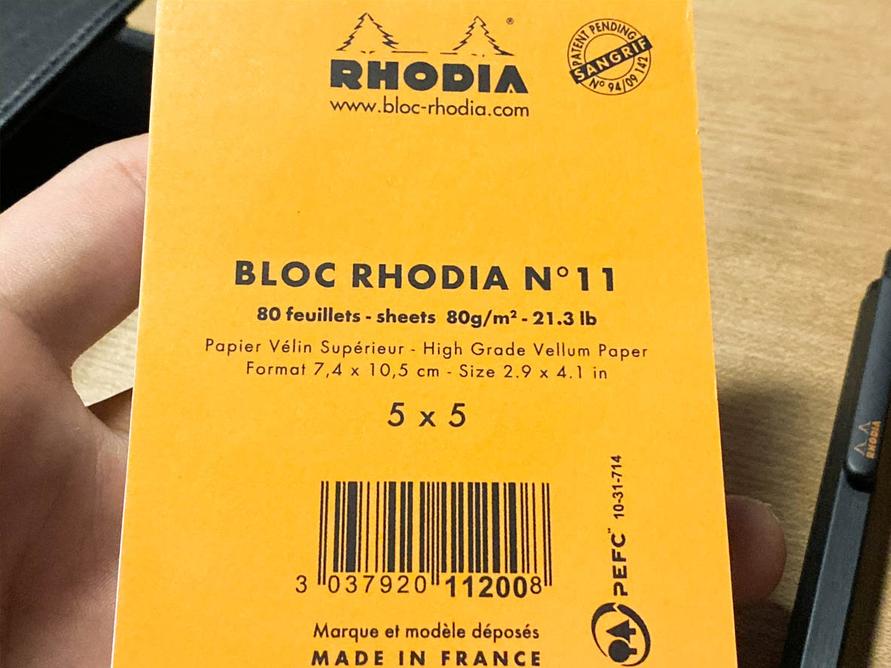 RHODIA®
www.bloc-rhodia.com
PATENT PENDING
SANGRIF
N° 94/09 142
BLOC RHODIA N°11
80 feuillets - sheets 80g/m² - 21.3 lb
Papier Vélin Supérieur - High Grade Vellum Paper
Format 7,4 x 10,5 cm - Size 2.9 x 4.1 in
5 x 5
3 037920 112008
PEFC™ 10-31-714
Marque et modèle déposés
MADE IN FRANCE
RHODIA